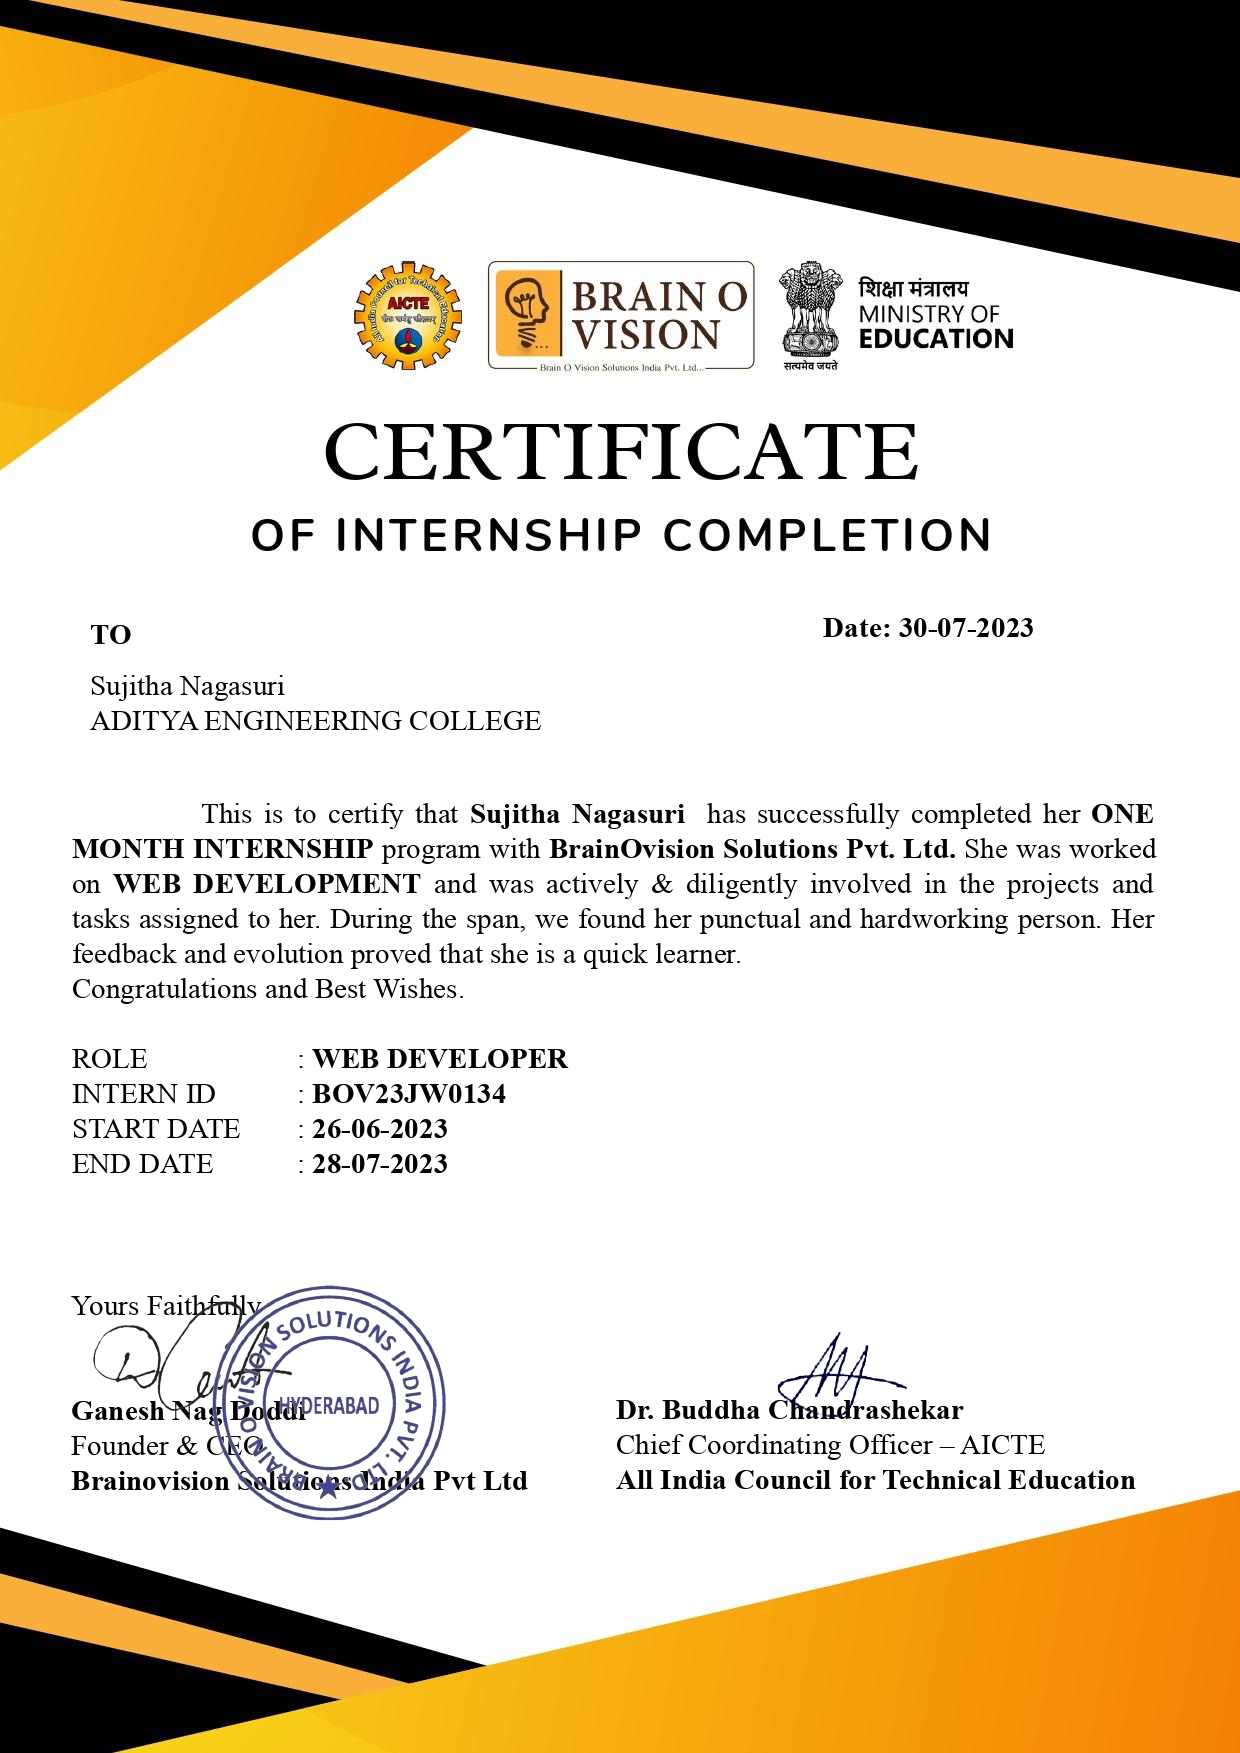 All India Council for Technical Education
AICTE
BRAIN O
VISION
Brain O Vision Solutions India Pvt. Ltd...
सत्यमेव जयते
शिक्षा मंत्रालय
MINISTRY OF
EDUCATION
CERTIFICATE
OF INTERNSHIP COMPLETION
TO
Date: 30-07-2023
Sujitha Nagasuri
ADITYA ENGINEERING COLLEGE
This is to certify that Sujitha Nagasuri has successfully completed her ONE
MONTH INTERNSHIP program with BrainOvision Solutions Pvt. Ltd. She was worked
on WEB DEVELOPMENT and was actively & diligently involved in the projects and
tasks assigned to her. During the span, we found her punctual and hardworking person. Her
feedback and evolution proved that she is a quick learner.
Congratulations and Best Wishes.
ROLE : WEB DEVELOPER
INTERN ID : BOV23JW0134
START DATE : 26-06-2023
END DATE : 28-07-2023
Yours Faithfully
BRAIN O VISION SOLUTIONS INDIA PVT. LTD.
HYDERABAD
Ganesh Nag Doddi
Founder & CEO
Brainovision Solutions India Pvt Ltd
Dr. Buddha Chandrashekar
Chief Coordinating Officer – AICTE
All India Council for Technical Education